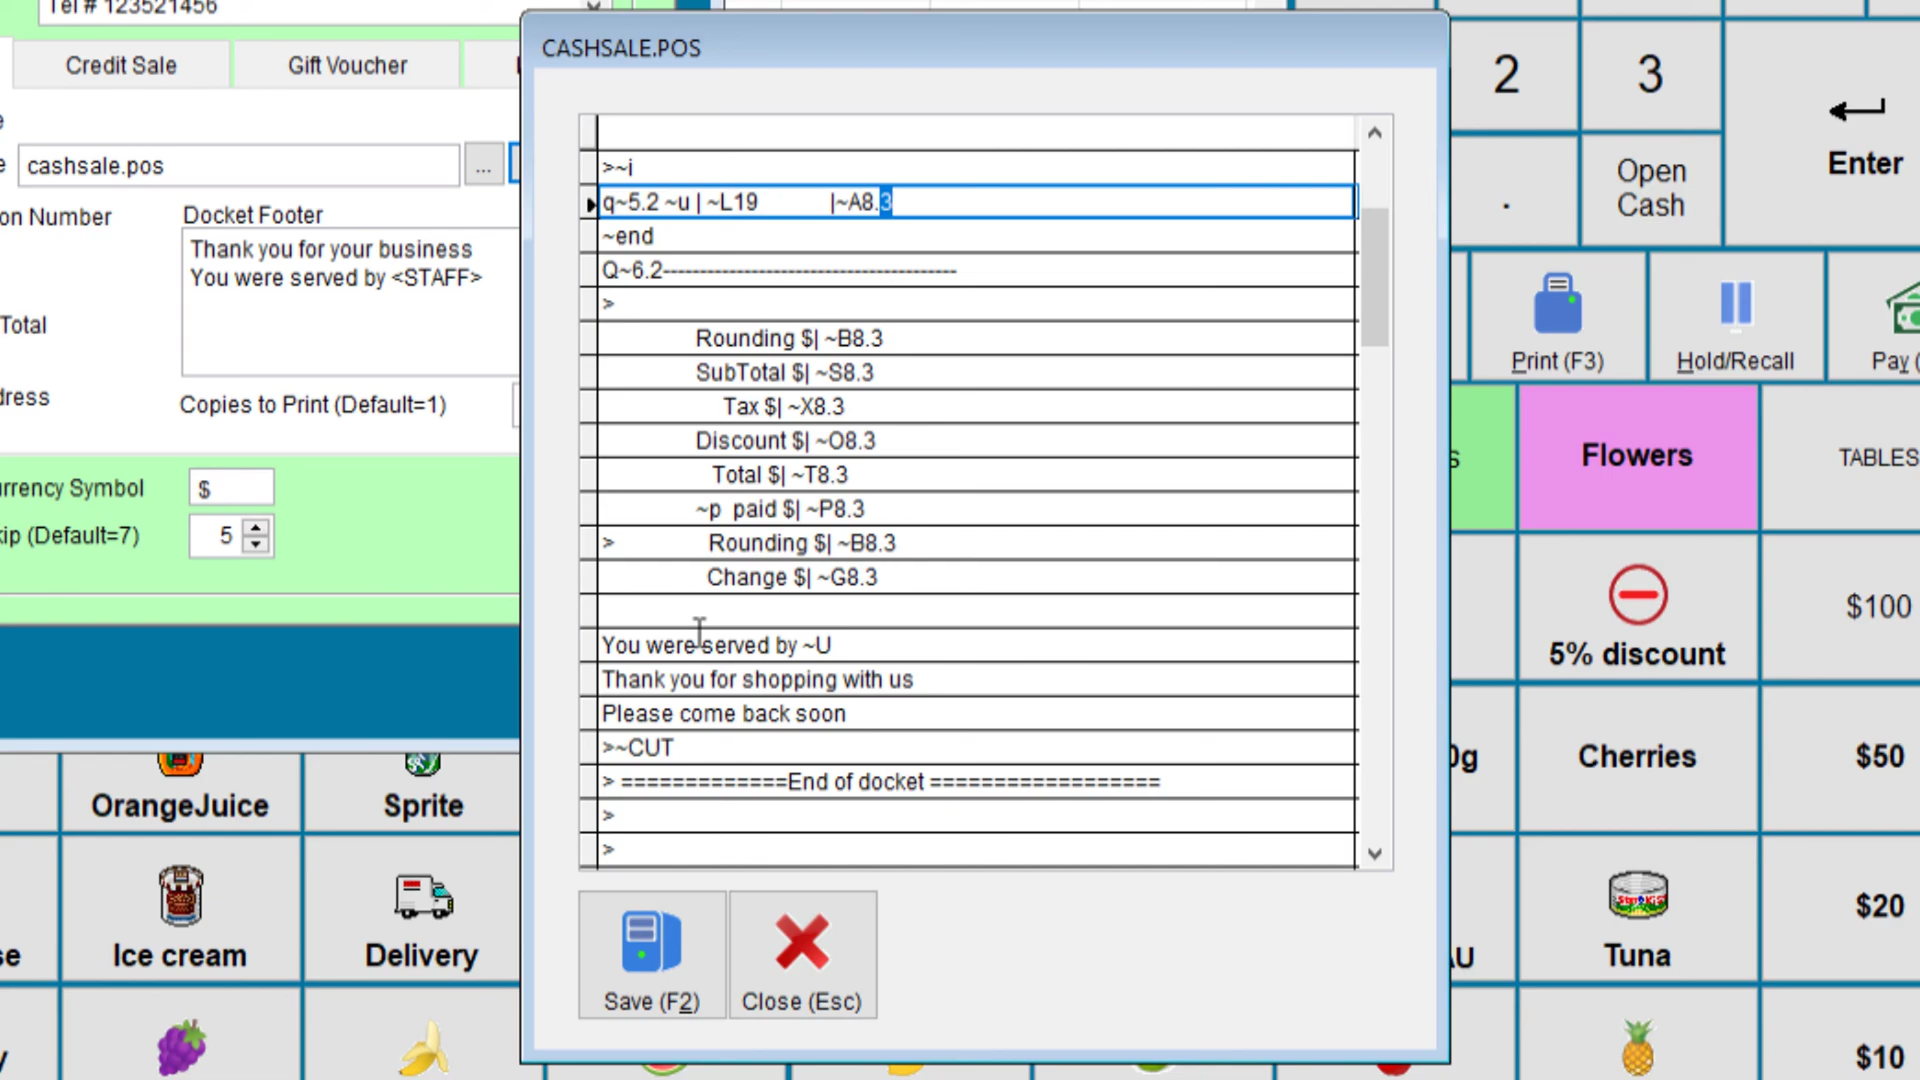 Tel # 123521456
Credit Sale
Gift Voucher
cashsale.pos
...
on Number
Docket Footer
Thank you for your business
You were served by <STAFF>
Total
ress
Copies to Print (Default=1)
rrency Symbol
$
ip (Default=7)
5
CASHSALE.POS
>~i
q~5.2 ~u | ~L19 |~A8.3
~end
Q~6.2----------------------------------------
>
Rounding $| ~B8.3
SubTotal $| ~S8.3
Tax $| ~X8.3
Discount $| ~O8.3
Total $| ~T8.3
~p paid $| ~P8.3
> Rounding $| ~B8.3
Change $| ~G8.3
You were served by ~U
Thank you for shopping with us
Please come back soon
>~CUT
> =============End of docket ==================
>
>
Save (F2)
Close (Esc)
2
3
Enter
.
Open
Cash
Print (F3)
Hold/Recall
Pay (
S
Flowers
TABLES
5% discount
$100
0g
Cherries
$50
OrangeJuice
Sprite
se
Ice cream
Delivery
AU
Tuna
$20
y
$10